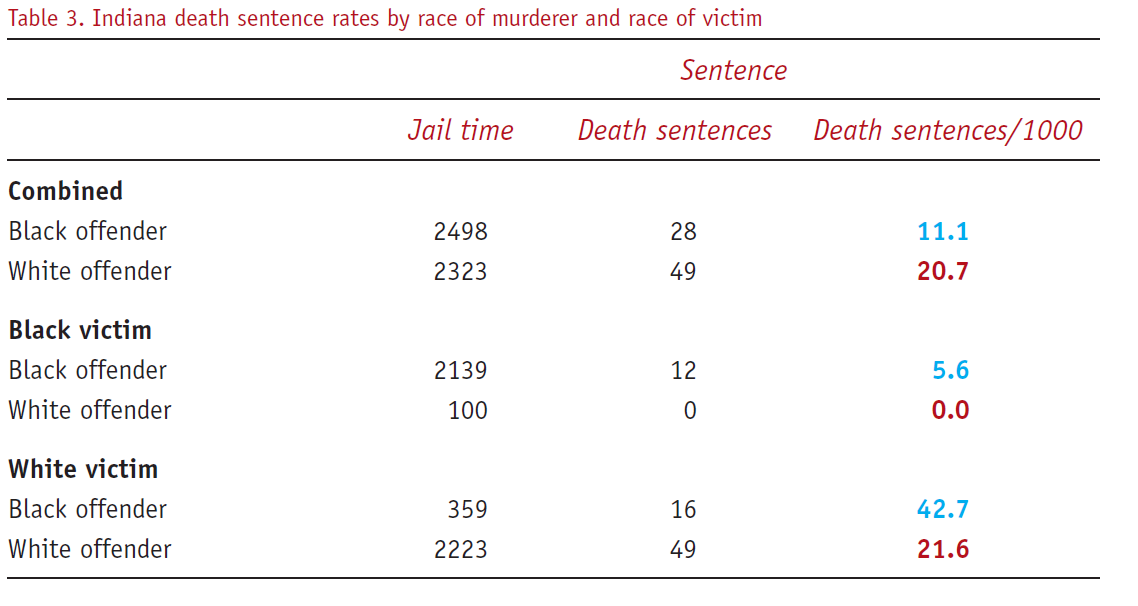 Table 3. Indiana death sentence rates by race of murderer and race of victim
Sentence
Jail time Death sentences Death sentences/1000
Combined
Black offender 2498 28 11.1
White offender 2323 49 20.7
Black victim
Black offender 2139 12 5.6
White offender 100 0 0.0
White victim
Black offender 359 16 42.7
White offender 2223 49 21.6